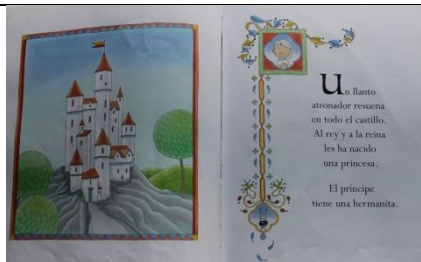 Un llanto
atronador resuena
en todo el castillo.
Al rey y a la reina
les ha nacido
una princesa.
El príncipe
tiene una hermanita.